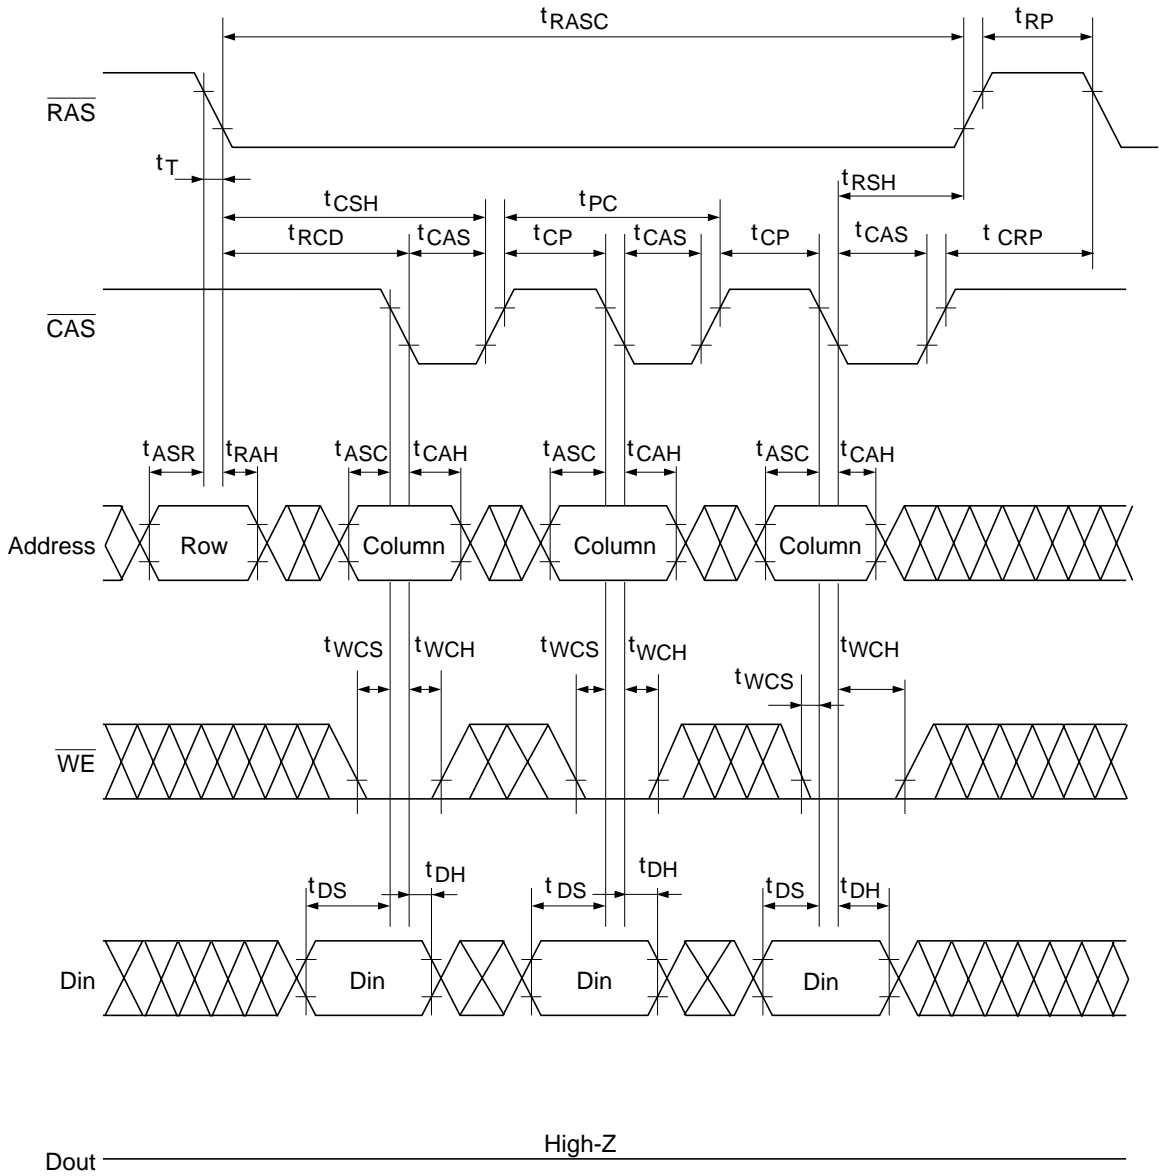 tRASC tRP
RAS
tT
tRSH
tCSH tPC
tRCD tCAS tCP tCAS tCP tCAS tCRP
CAS
tASR tRAH tASC tCAH tASC tCAH tASC tCAH
Address Row Column Column Column
tWCS tWCH tWCS tWCH tWCS tWCH
WE
tDS tDH tDS tDH tDS tDH
Din Din Din Din
High-Z
Dout